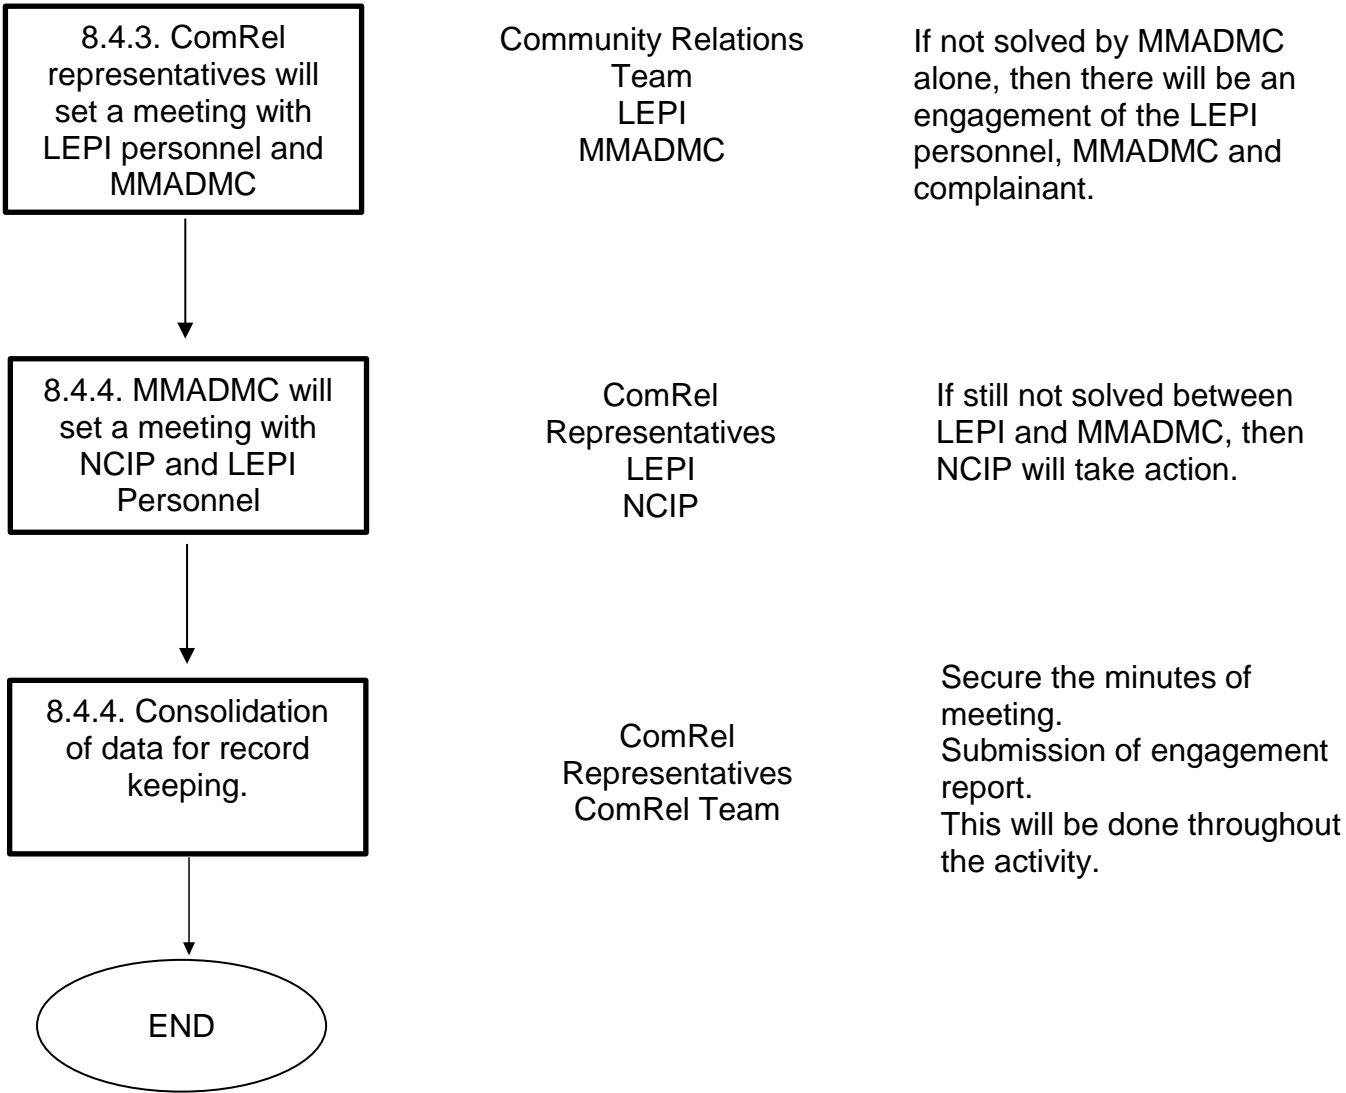 8.4.3. ComRel
representatives will
set a meeting with
LEPI personnel and
MMADMC
Community Relations
Team
LEPI
MMADMC
If not solved by MMADMC
alone, then there will be an
engagement of the LEPI
personnel, MMADMC and
complainant.
8.4.4. MMADMC will
set a meeting with
NCIP and LEPI
Personnel
ComRel
Representatives
LEPI
NCIP
If still not solved between
LEPI and MMADMC, then
NCIP will take action.
8.4.4. Consolidation
of data for record
keeping.
ComRel
Representatives
ComRel Team
Secure the minutes of
meeting.
Submission of engagement
report.
This will be done throughout
the activity.
END